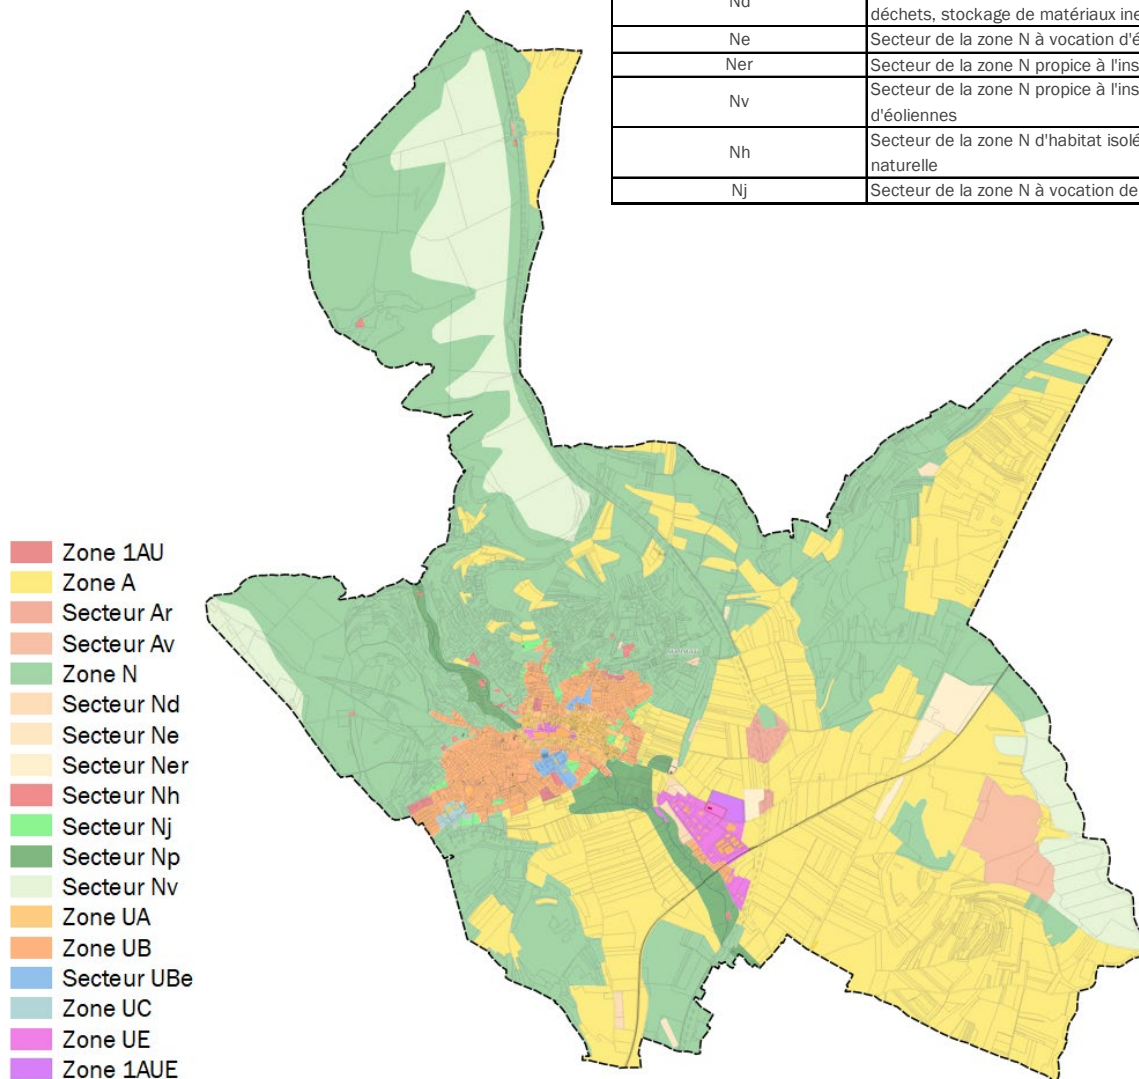 Nd
déchets, stockage de matériaux ine
Ne
Secteur de la zone N à vocation d'é
Ner
Secteur de la zone N propice à l'ins
Nv
Secteur de la zone N propice à l'ins
d'éoliennes
Nh
Secteur de la zone N d'habitat isolé
naturelle
Nj
Secteur de la zone N à vocation de
Zone 1AU
Zone A
Secteur Ar
Secteur Av
Zone N
Secteur Nd
Secteur Ne
Secteur Ner
Secteur Nh
Secteur Nj
Secteur Np
Secteur Nv
Zone UA
Zone UB
Secteur UBe
Zone UC
Zone UE
Zone 1AUE